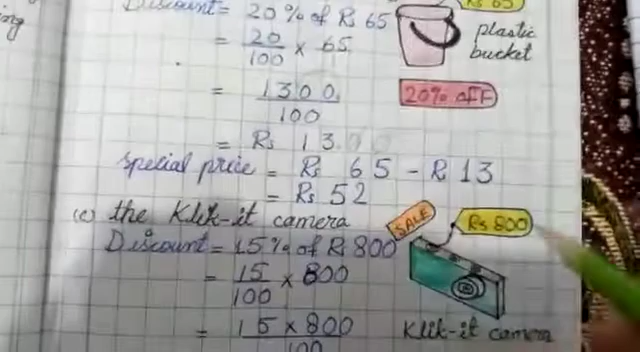 Discount = 20% of Rs 65
Rs 65
= 20/100 × 65
plastic
bucket
= 1300/100
20% OFF
= Rs 13
Special price = Rs 65 - Rs 13
= Rs 52
(c) the Klik-it camera
SALE
Rs 800
Discount = 15% of Rs 800
= 15/100 × 800
= 15 × 800/100
Klik-it camera